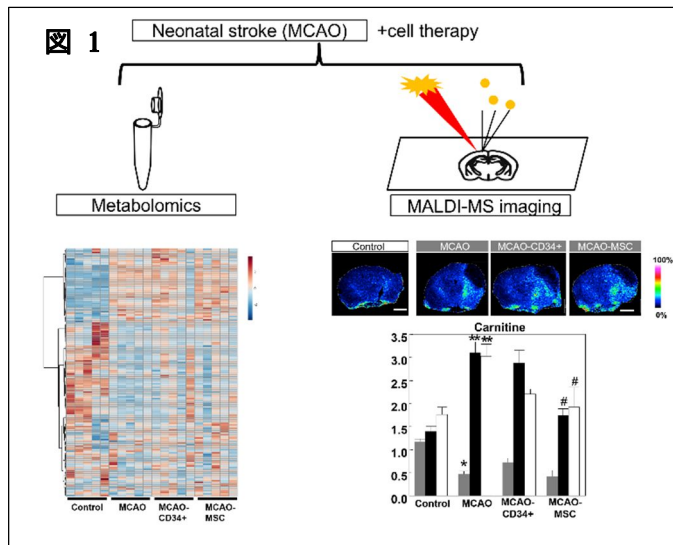 図 1
Neonatal stroke (MCAO) +cell therapy
Metabolomics
MALDI-MS imaging
Control MCAO MCAO-CD34+ MCAO-MSC
100%
0%
Carnitine
3.5
3.0
2.5
2.0
1.5
1.0
0.5
0.0
** **
*
# #
Control MCAO MCAO-
CD34+ MCAO-
MSC
Control MCAO MCAO-
CD34+ MCAO-
MSC